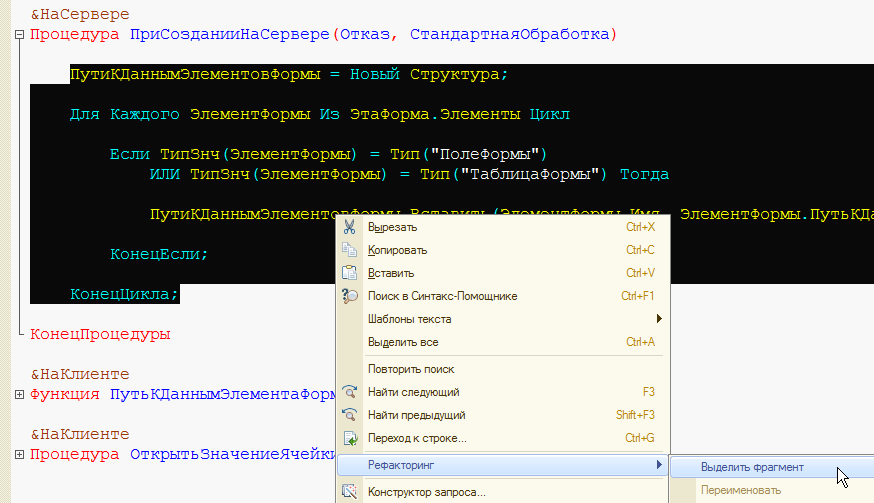 &НаСервере
Процедура ПриСозданииНаСервере(Отказ, СтандартнаяОбработка)
ПутиКДаннымЭлементовФормы = Новый Структура;
Для Каждого ЭлементФормы Из ЭтаФорма.Элементы Цикл
Если ТипЗнч(ЭлементФормы) = Тип("ПолеФормы")
ИЛИ ТипЗнч(ЭлементФормы) = Тип("ТаблицаФормы") Тогда
ПутиКДаннымЭлементовФормы.Вставить(ЭлементФормы.Имя, ЭлементФормы.ПутьКДа
КонецЕсли;
КонецЦикла;
КонецПроцедуры
&НаКлиенте
Функция ПутьКДаннымЭлементаФорм
&НаКлиенте
Процедура ОткрытьЗначениеЯчейки
Вырезать Ctrl+X
Копировать Ctrl+C
Вставить Ctrl+V
Поиск в Синтакс-Помощнике Ctrl+F1
Шаблоны текста
Выделить все Ctrl+A
Повторить поиск
Найти следующий F3
Найти предыдущий Shift+F3
Переход к строке... Ctrl+G
Рефакторинг
Конструктор запроса...
Выделить фрагмент
Переименовать